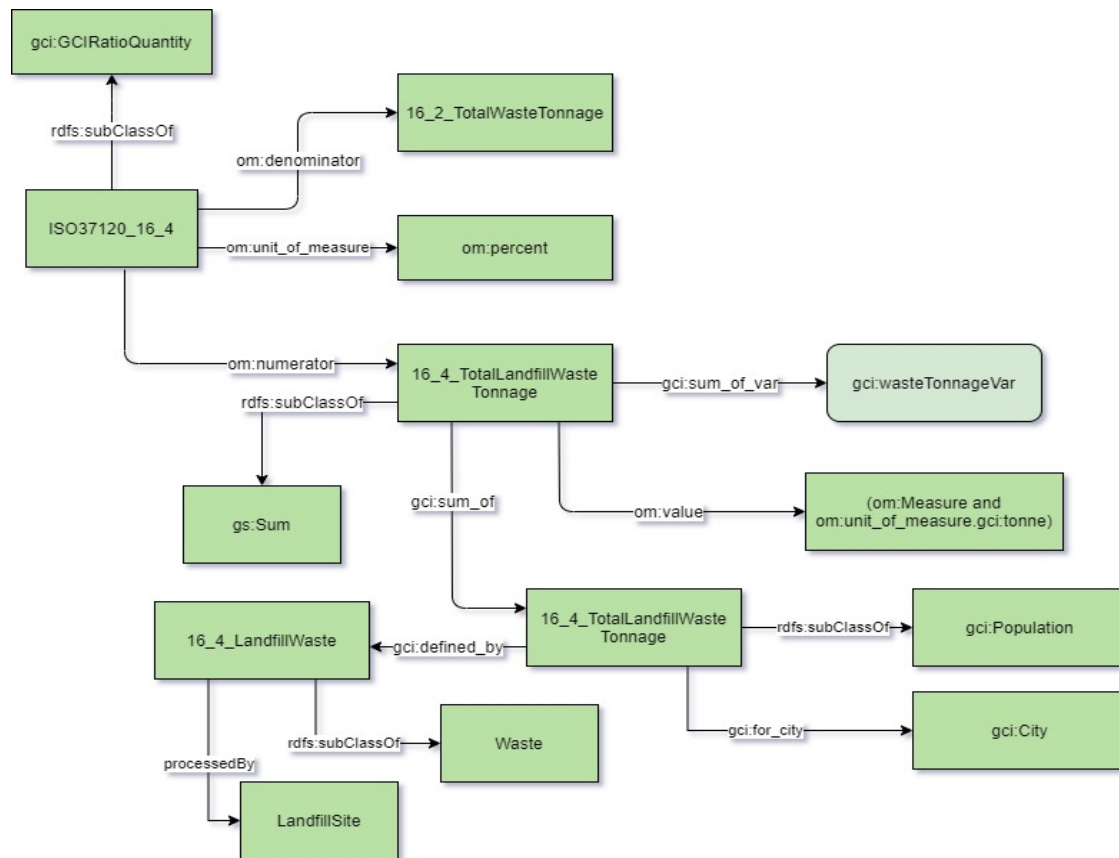 gci:GCIRatioQuantity
rdfs:subClassOf
16_2_TotalWasteTonnage
om:denominator
ISO37120_16_4
om:unit_of_measure
om:percent
om:numerator
16_4_TotalLandfillWaste
Tonnage
gci:sum_of_var
gci:wasteTonnageVar
rdfs:subClassOf
gs:Sum
gci:sum_of
om:value
(om:Measure and
om:unit_of_measure.gci:tonne)
16_4_LandfillWaste
gci:defined_by
16_4_TotalLandfillWaste
Tonnage
rdfs:subClassOf
gci:Population
gci:for_city
gci:City
rdfs:subClassOf
Waste
processedBy
LandfillSite